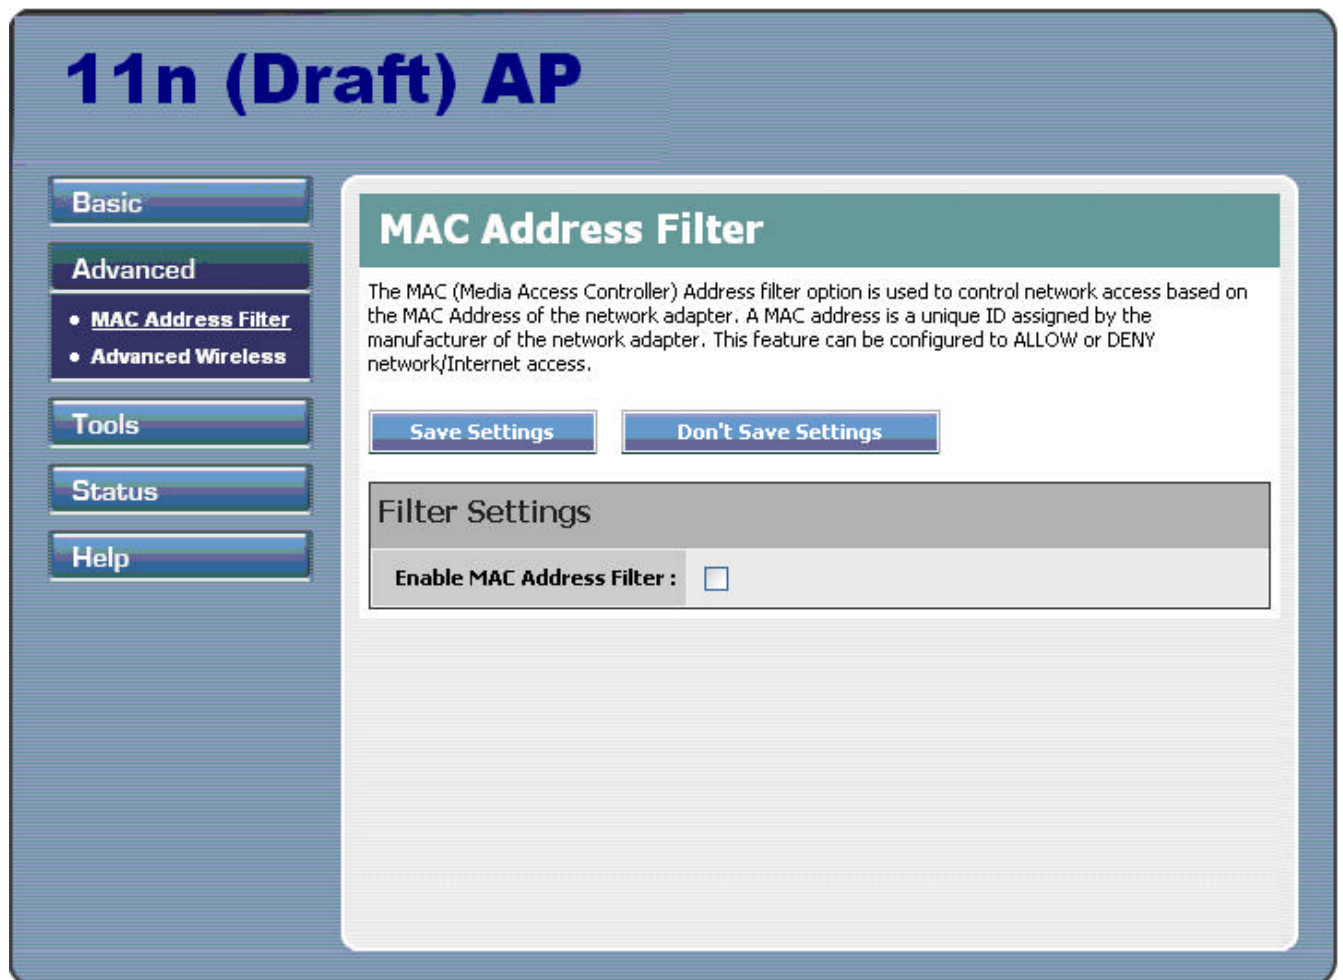 11n (Draft) AP
Basic
Advanced
• MAC Address Filter
• Advanced Wireless
Tools
Status
Help
MAC Address Filter
The MAC (Media Access Controller) Address filter option is used to control network access based on
the MAC Address of the network adapter. A MAC address is a unique ID assigned by the
manufacturer of the network adapter. This feature can be configured to ALLOW or DENY
network/Internet access.
Save Settings Don't Save Settings
Filter Settings
Enable MAC Address Filter :